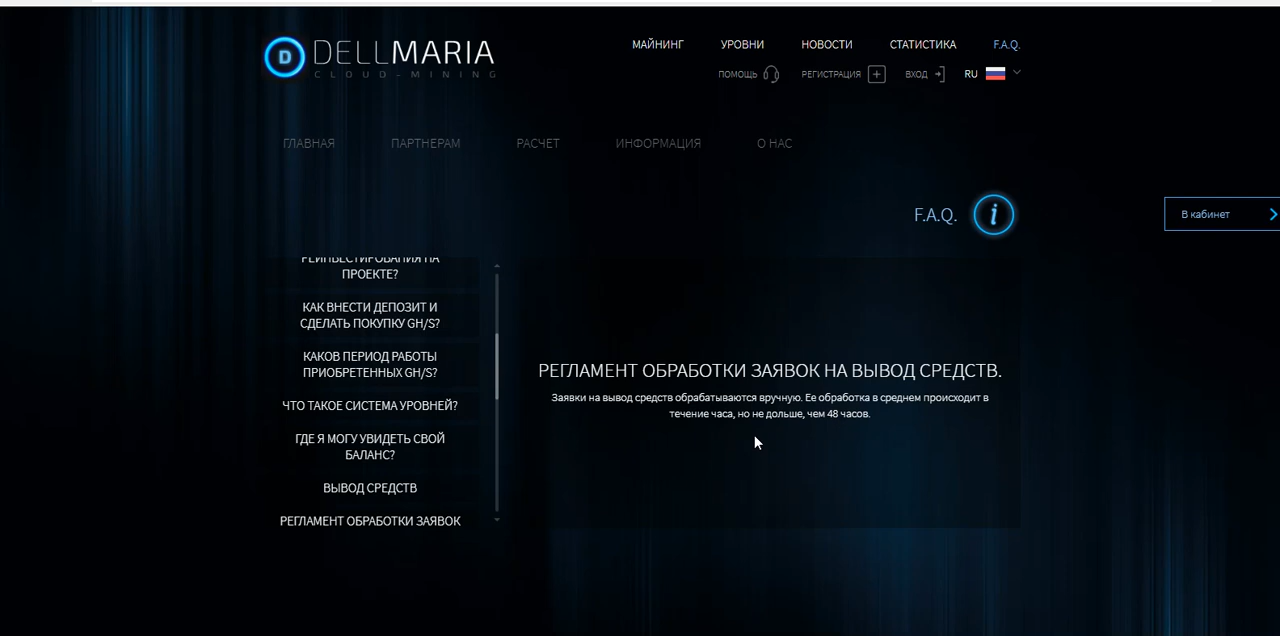 DELLMARIA
CLOUD-MINING
МАЙНИНГ УРОВНИ НОВОСТИ СТАТИСТИКА F.A.Q.
ПОМОЩЬ РЕГИСТРАЦИЯ ВХОД RU
ГЛАВНАЯ ПАРТНЕРАМ РАСЧЕТ ИНФОРМАЦИЯ О НАС
F.A.Q.
В кабинет
РЕИНВЕСТИРОВАНИЯ НА
ПРОЕКТЕ?
КАК ВНЕСТИ ДЕПОЗИТ И
СДЕЛАТЬ ПОКУПКУ GH/S?
КАКОВ ПЕРИОД РАБОТЫ
ПРИОБРЕТЕННЫХ GH/S?
ЧТО ТАКОЕ СИСТЕМА УРОВНЕЙ?
ГДЕ Я МОГУ УВИДЕТЬ СВОЙ
БАЛАНС?
ВЫВОД СРЕДСТВ
РЕГЛАМЕНТ ОБРАБОТКИ ЗАЯВОК
РЕГЛАМЕНТ ОБРАБОТКИ ЗАЯВОК НА ВЫВОД СРЕДСТВ.
Заявки на вывод средств обрабатываются вручную. Ее обработка в среднем происходит в
течение часа, но не дольше, чем 48 часов.